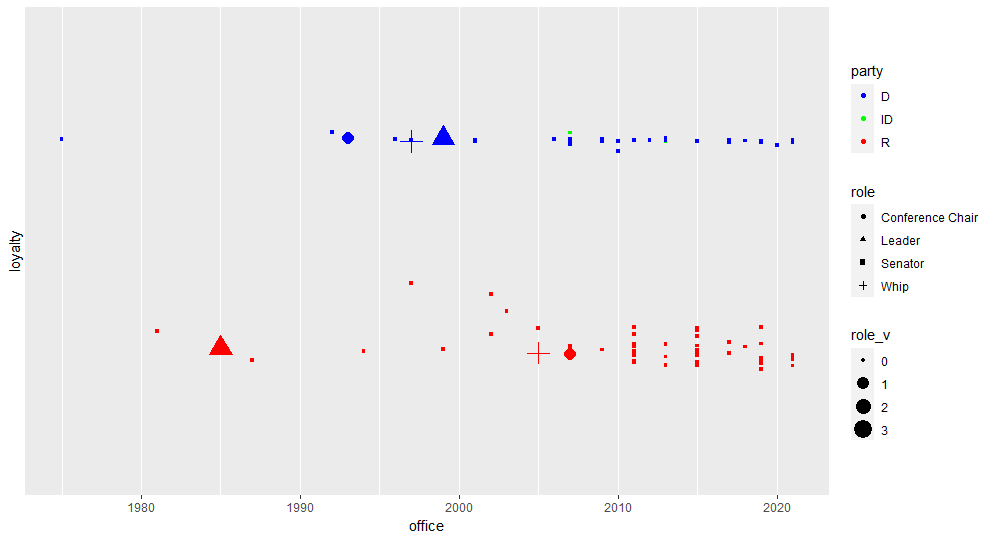 party
D
ID
R
role
Conference Chair
Leader
Senator
Whip
role_v
0
1
2
3
loyalty
1980 1990 2000 2010 2020
office